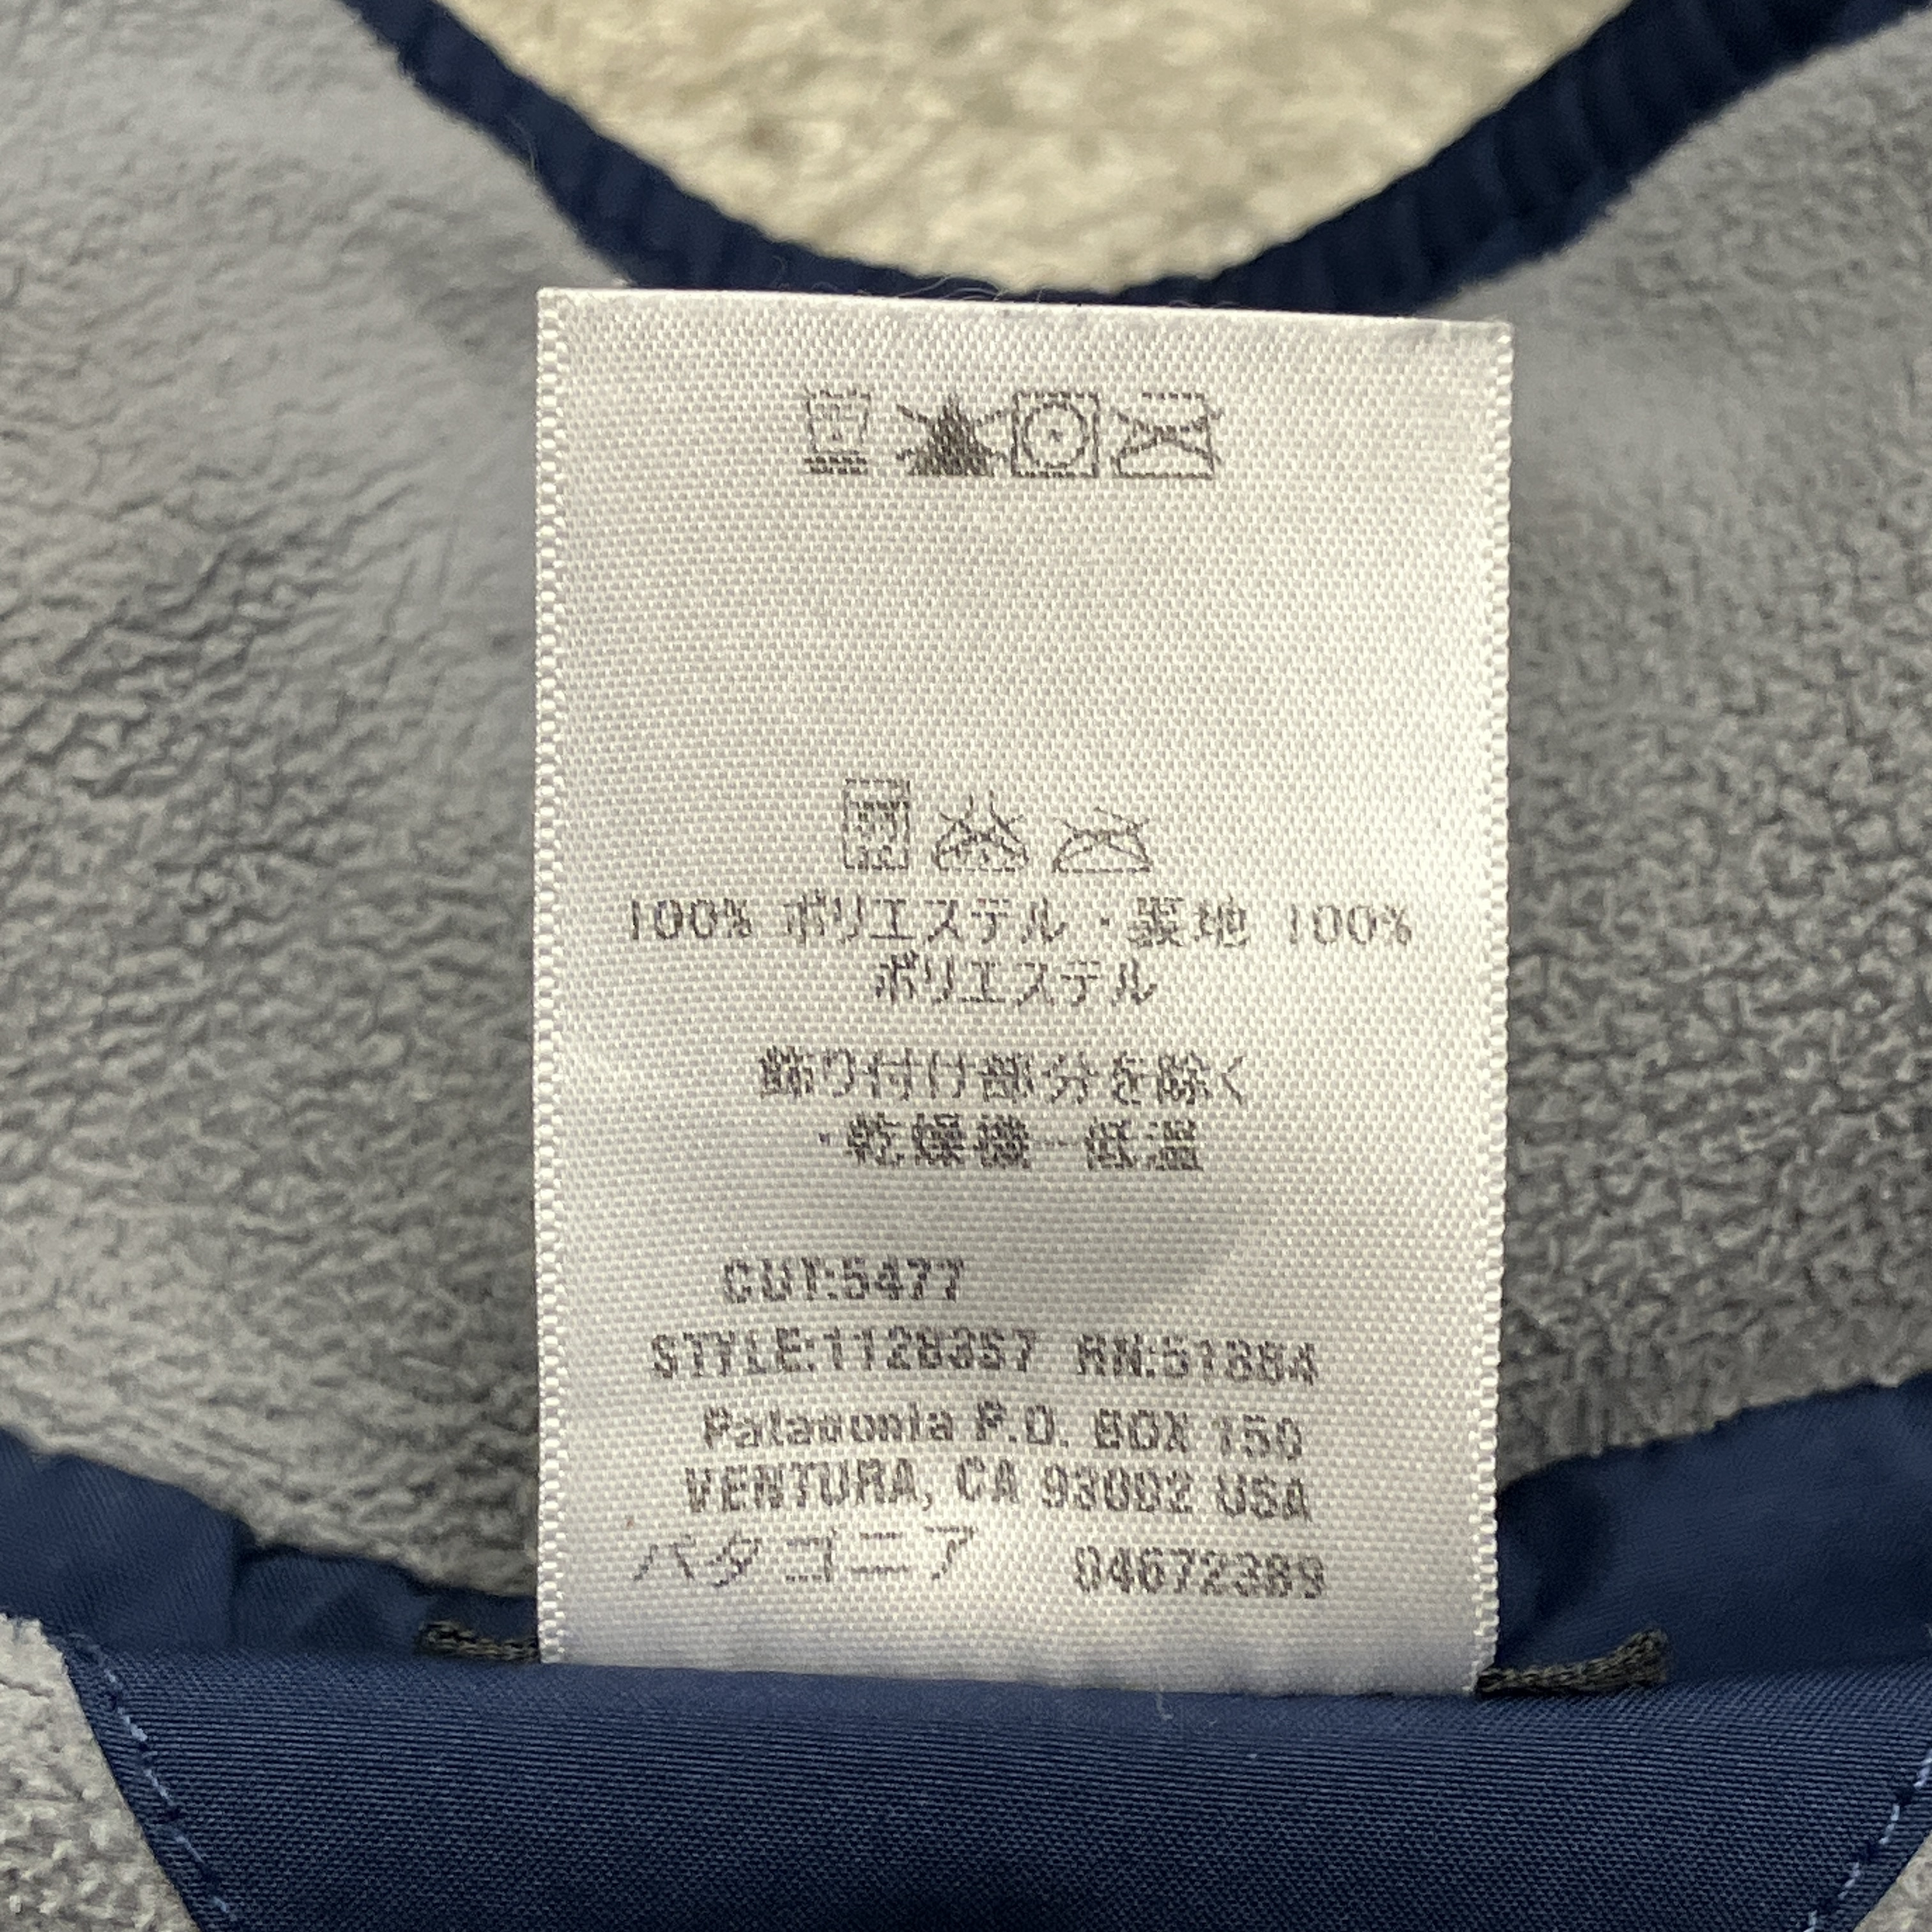 100% ポリエステル・裏地 100%
ポリエステル
飾り付け部分を除く
・乾燥機－低温
CUT:5477
STYLE:1128357 RN:51884
Patagonia P.O. BOX 150
VENTURA, CA 93002 USA
パタゴニア 04672389